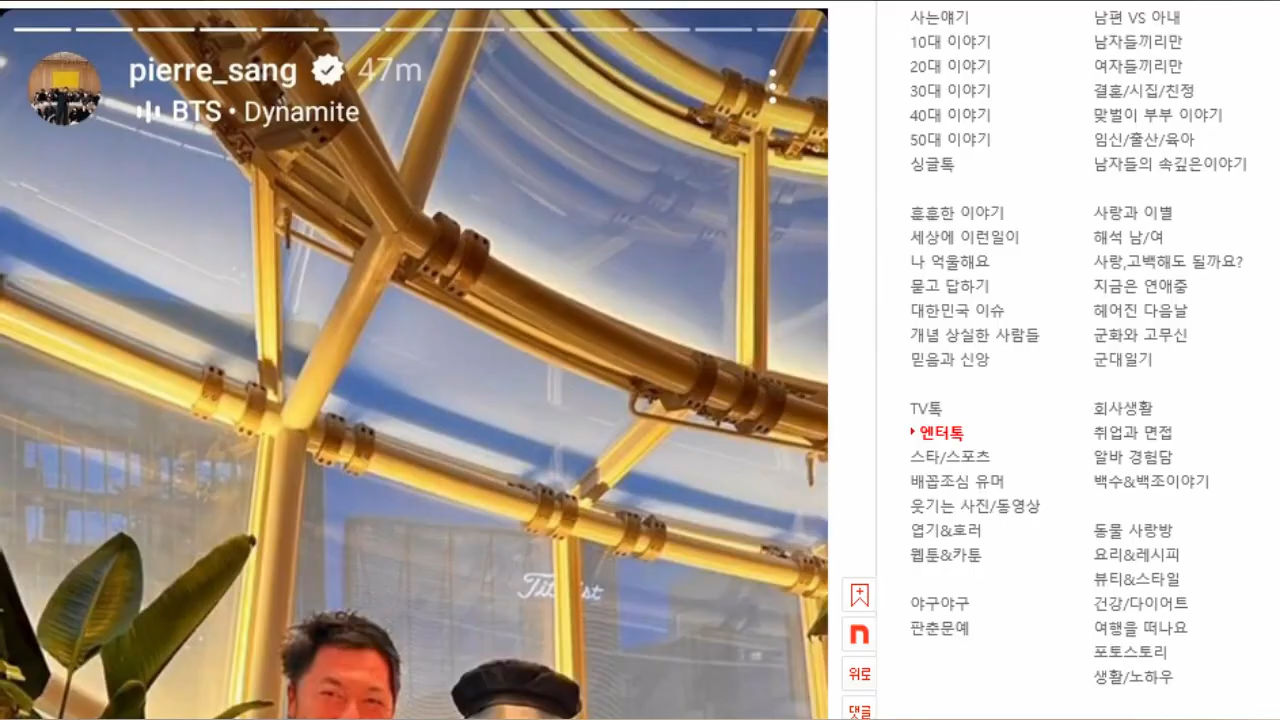 pierre_sang 47m
BTS • Dynamite
Titleist
사는얘기
10대 이야기
20대 이야기
30대 이야기
40대 이야기
50대 이야기
싱글톡
훈훈한 이야기
세상에 이런일이
나 억울해요
묻고 답하기
대한민국 이슈
개념 상실한 사람들
믿음과 신앙
TV톡
엔터톡
스타/스포츠
배꼽조심 유머
웃기는 사진/동영상
엽기&호러
웹툰&카툰
야구야구
판춘문예
남편 VS 아내
남자들끼리만
여자들끼리만
결혼/시집/친정
맞벌이 부부 이야기
임신/출산/육아
남자들의 속깊은이야기
사랑과 이별
해석 남/여
사랑,고백해도 될까요?
지금은 연애중
헤어진 다음날
군화와 고무신
군대일기
회사생활
취업과 면접
알바 경험담
백수&백조이야기
동물 사랑방
요리&레시피
뷰티&스타일
건강/다이어트
여행을 떠나요
포토스토리
생활/노하우
n
위로
댓글